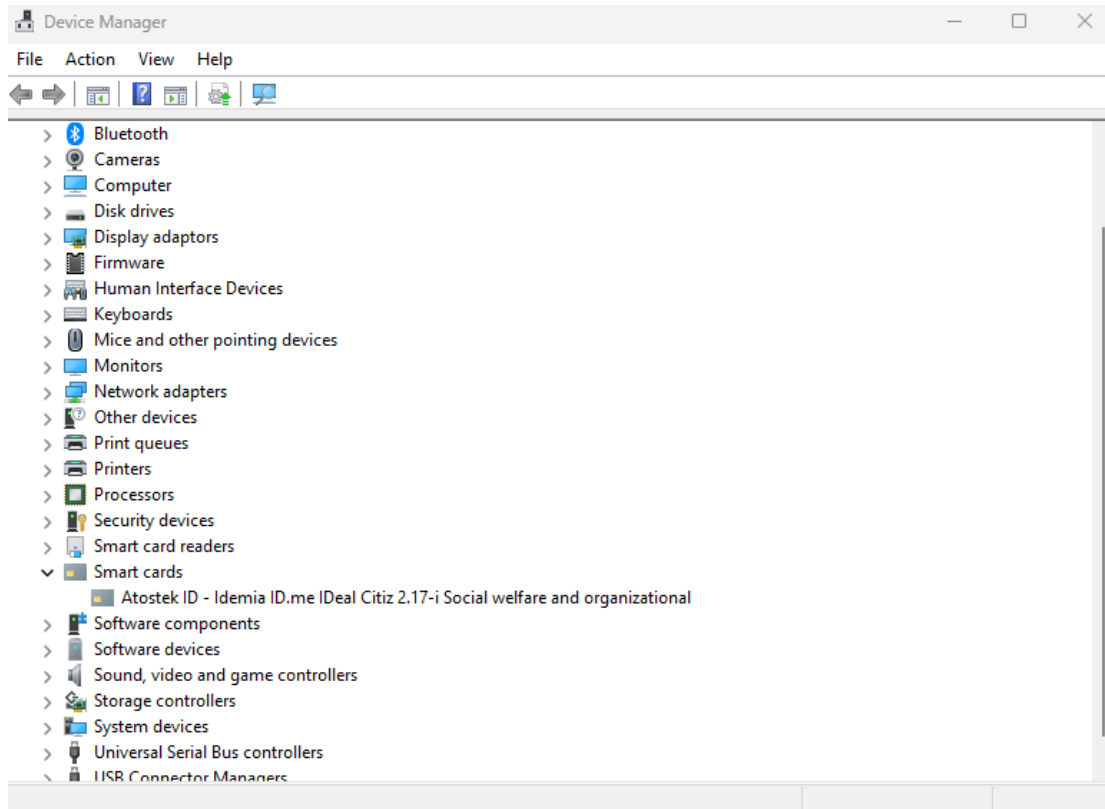 Device Manager
File Action View Help
Bluetooth
Cameras
Computer
Disk drives
Display adaptors
Firmware
Human Interface Devices
Keyboards
Mice and other pointing devices
Monitors
Network adapters
Other devices
Print queues
Printers
Processors
Security devices
Smart card readers
Smart cards
Atostek ID - Idemia ID.me IDeal Citiz 2.17-i Social welfare and organizational
Software components
Software devices
Sound, video and game controllers
Storage controllers
System devices
Universal Serial Bus controllers
USB Connector Managers